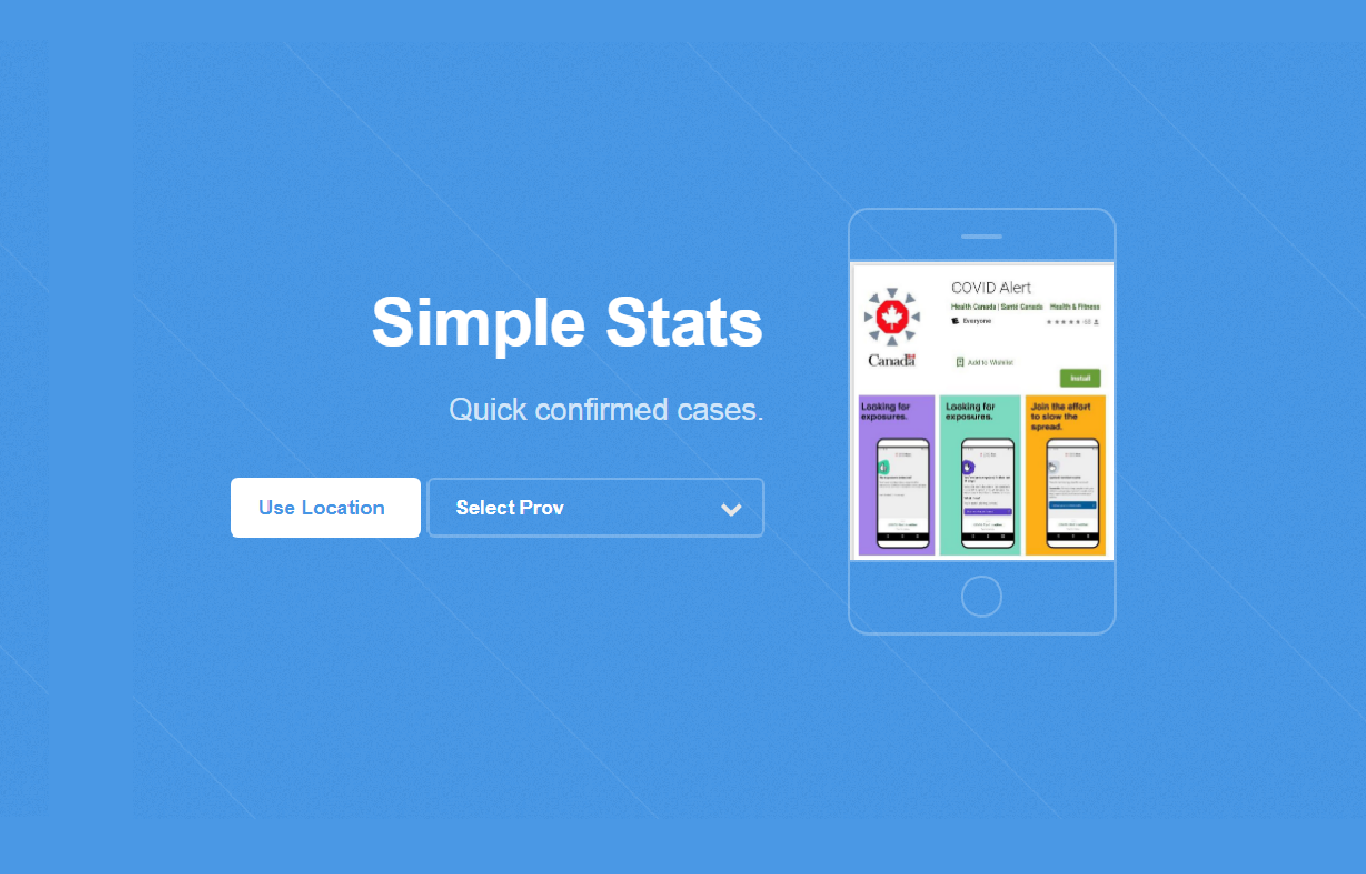 Simple Stats
Quick confirmed cases.
Use Location
Select Prov
COVID Alert
Health Canada | Santé Canada Health & Fitness
Everyone
Canada
Add to Wishlist
Install
Looking for
exposures.
Looking for
exposures.
Join the effort
to slow the
spread.